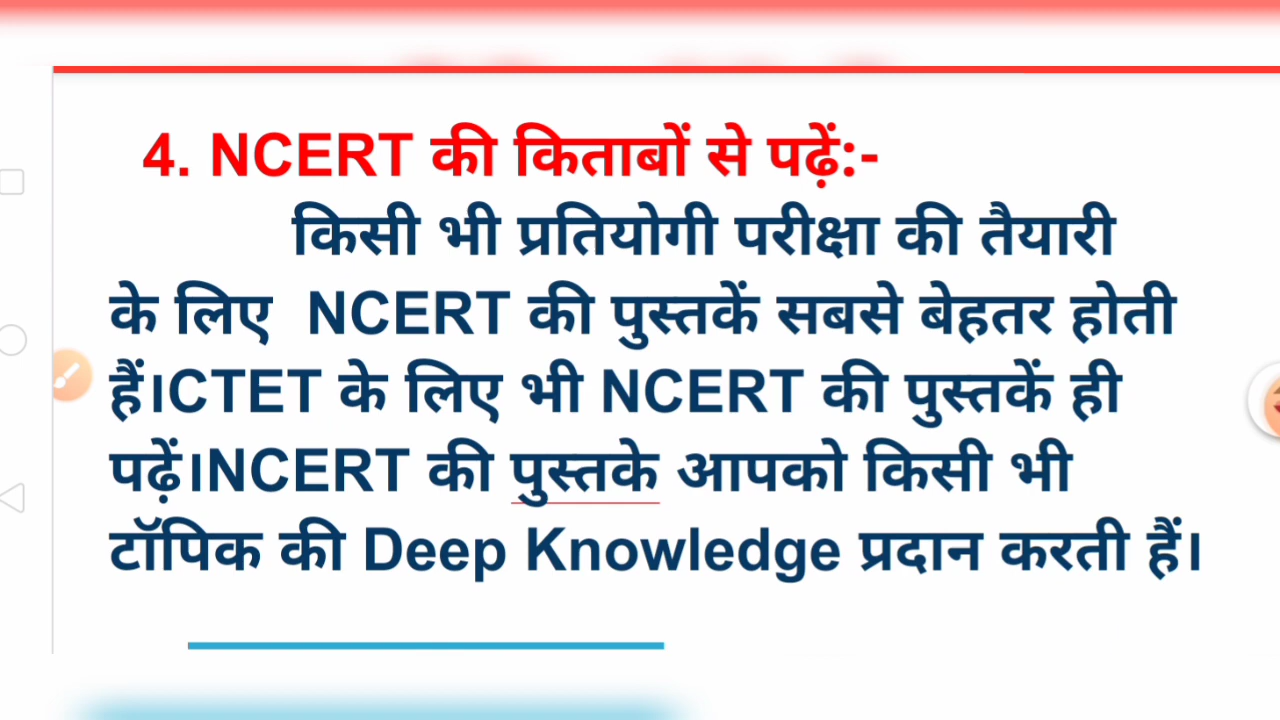 4. NCERT की किताबों से पढ़ें:-
किसी भी प्रतियोगी परीक्षा की तैयारी
के लिए NCERT की पुस्तकें सबसे बेहतर होती
हैं।CTET के लिए भी NCERT की पुस्तकें ही
पढ़ें।NCERT की पुस्तके आपको किसी भी
टॉपिक की Deep Knowledge प्रदान करती हैं।